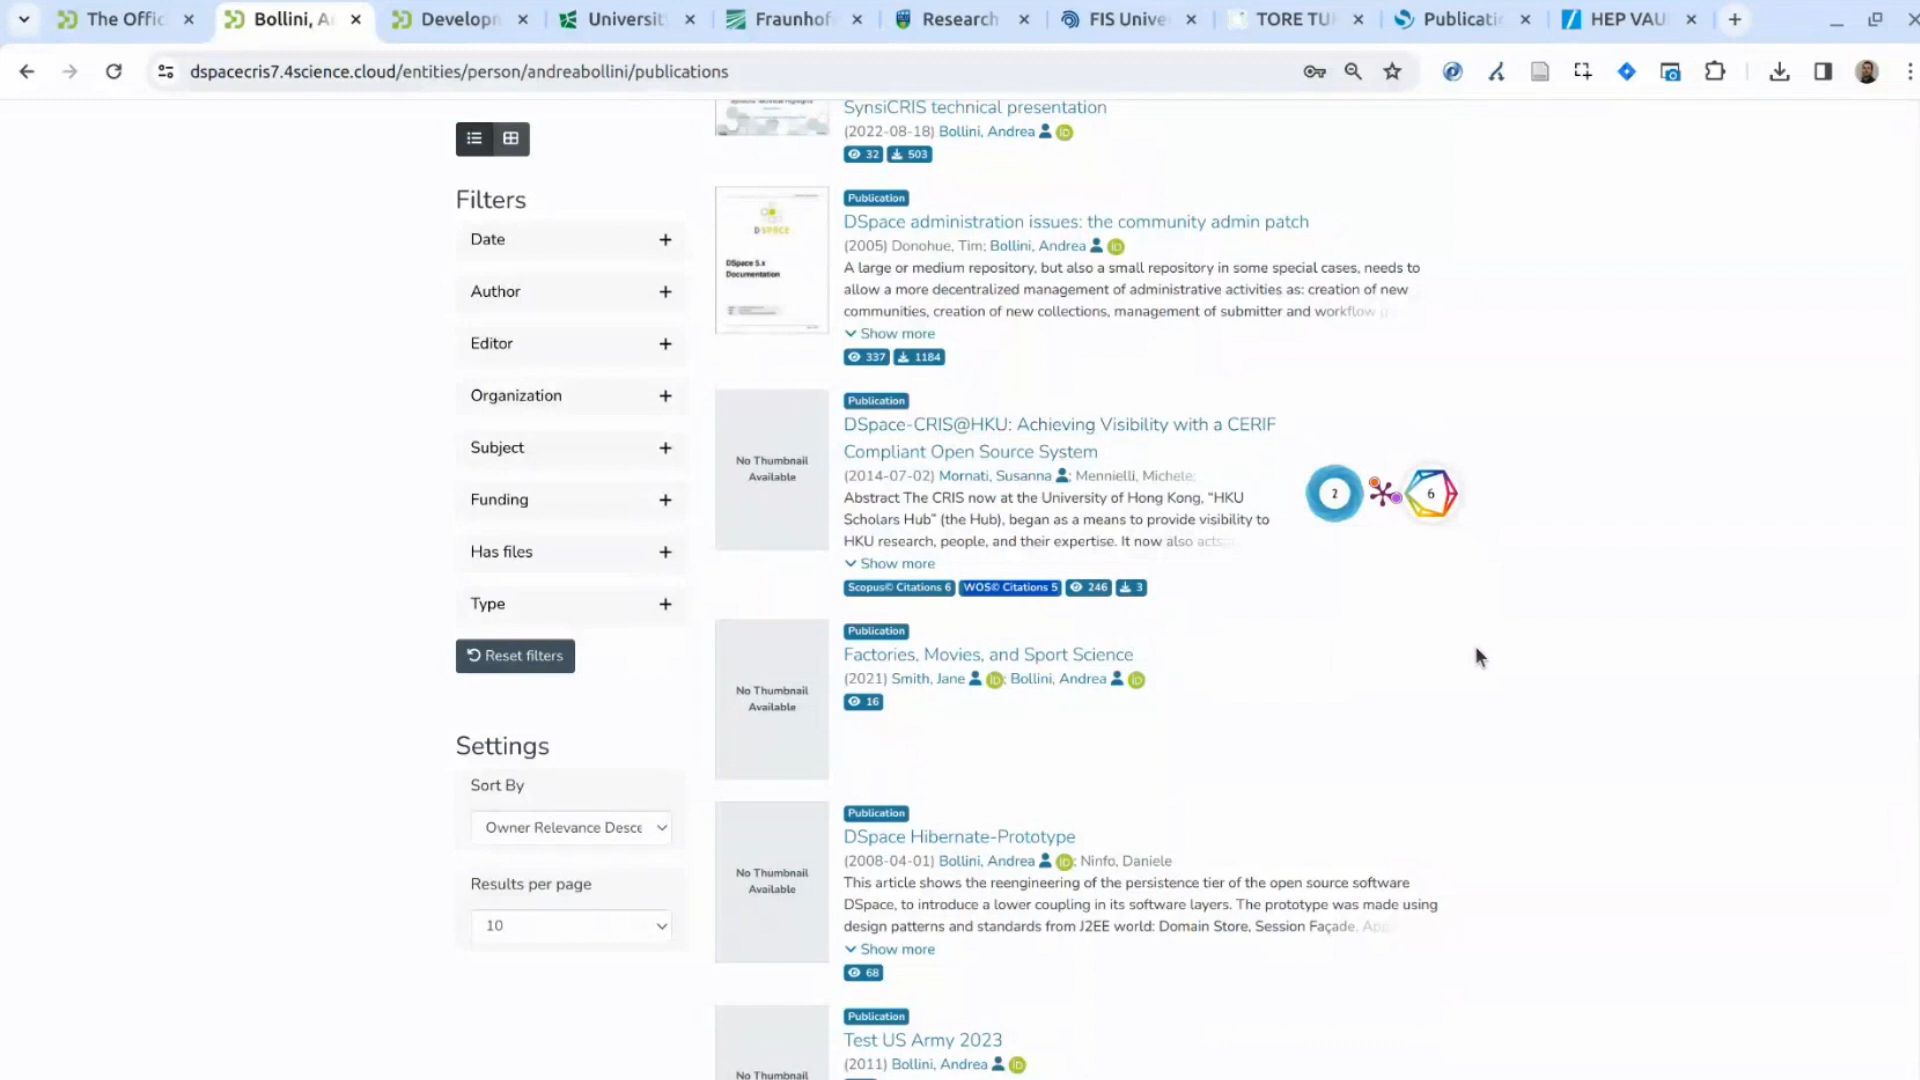 The Offic
Bollini, A
Developn
Universit
Fraunhof
Research
FIS Unive
TORE TU
Publicati
HEP VAU
dspacecris7.4science.cloud/entities/person/andreabollini/publications
SynsiCRIS technical presentation
(2022-08-18) Bollini, Andrea
32 503
Filters
Date
Author
Editor
Organization
Subject
Funding
Has files
Type
Reset filters
Settings
Sort By
Owner Relevance Desce
Results per page
10
DSPACE
DSpace 5.x
Documentation
Publication
DSpace administration issues: the community admin patch
(2005) Donohue, Tim; Bollini, Andrea
A large or medium repository, but also a small repository in some special cases, needs to
allow a more decentralized management of administrative activities as: creation of new
communities, creation of new collections, management of submitter and workflow
Show more
337 1184
No Thumbnail
Available
Publication
DSpace-CRIS@HKU: Achieving Visibility with a CERIF
Compliant Open Source System
(2014-07-02) Mornati, Susanna; Mennielli, Michele;
Abstract The CRIS now at the University of Hong Kong, “HKU
Scholars Hub” (the Hub), began as a means to provide visibility to
HKU research, people, and their expertise. It now also acts
Show more
Scopus© Citations 6 WOS© Citations 5 246 3
2
6
No Thumbnail
Available
Publication
Factories, Movies, and Sport Science
(2021) Smith, Jane; Bollini, Andrea
16
No Thumbnail
Available
Publication
DSpace Hibernate-Prototype
(2008-04-01) Bollini, Andrea; Ninfo, Daniele
This article shows the reengineering of the persistence tier of the open source software
DSpace, to introduce a lower coupling in its software layers. The prototype was made using
design patterns and standards from J2EE world: Domain Store, Session Façade,
Show more
68
No Thumbnail
Publication
Test US Army 2023
(2011) Bollini, Andrea